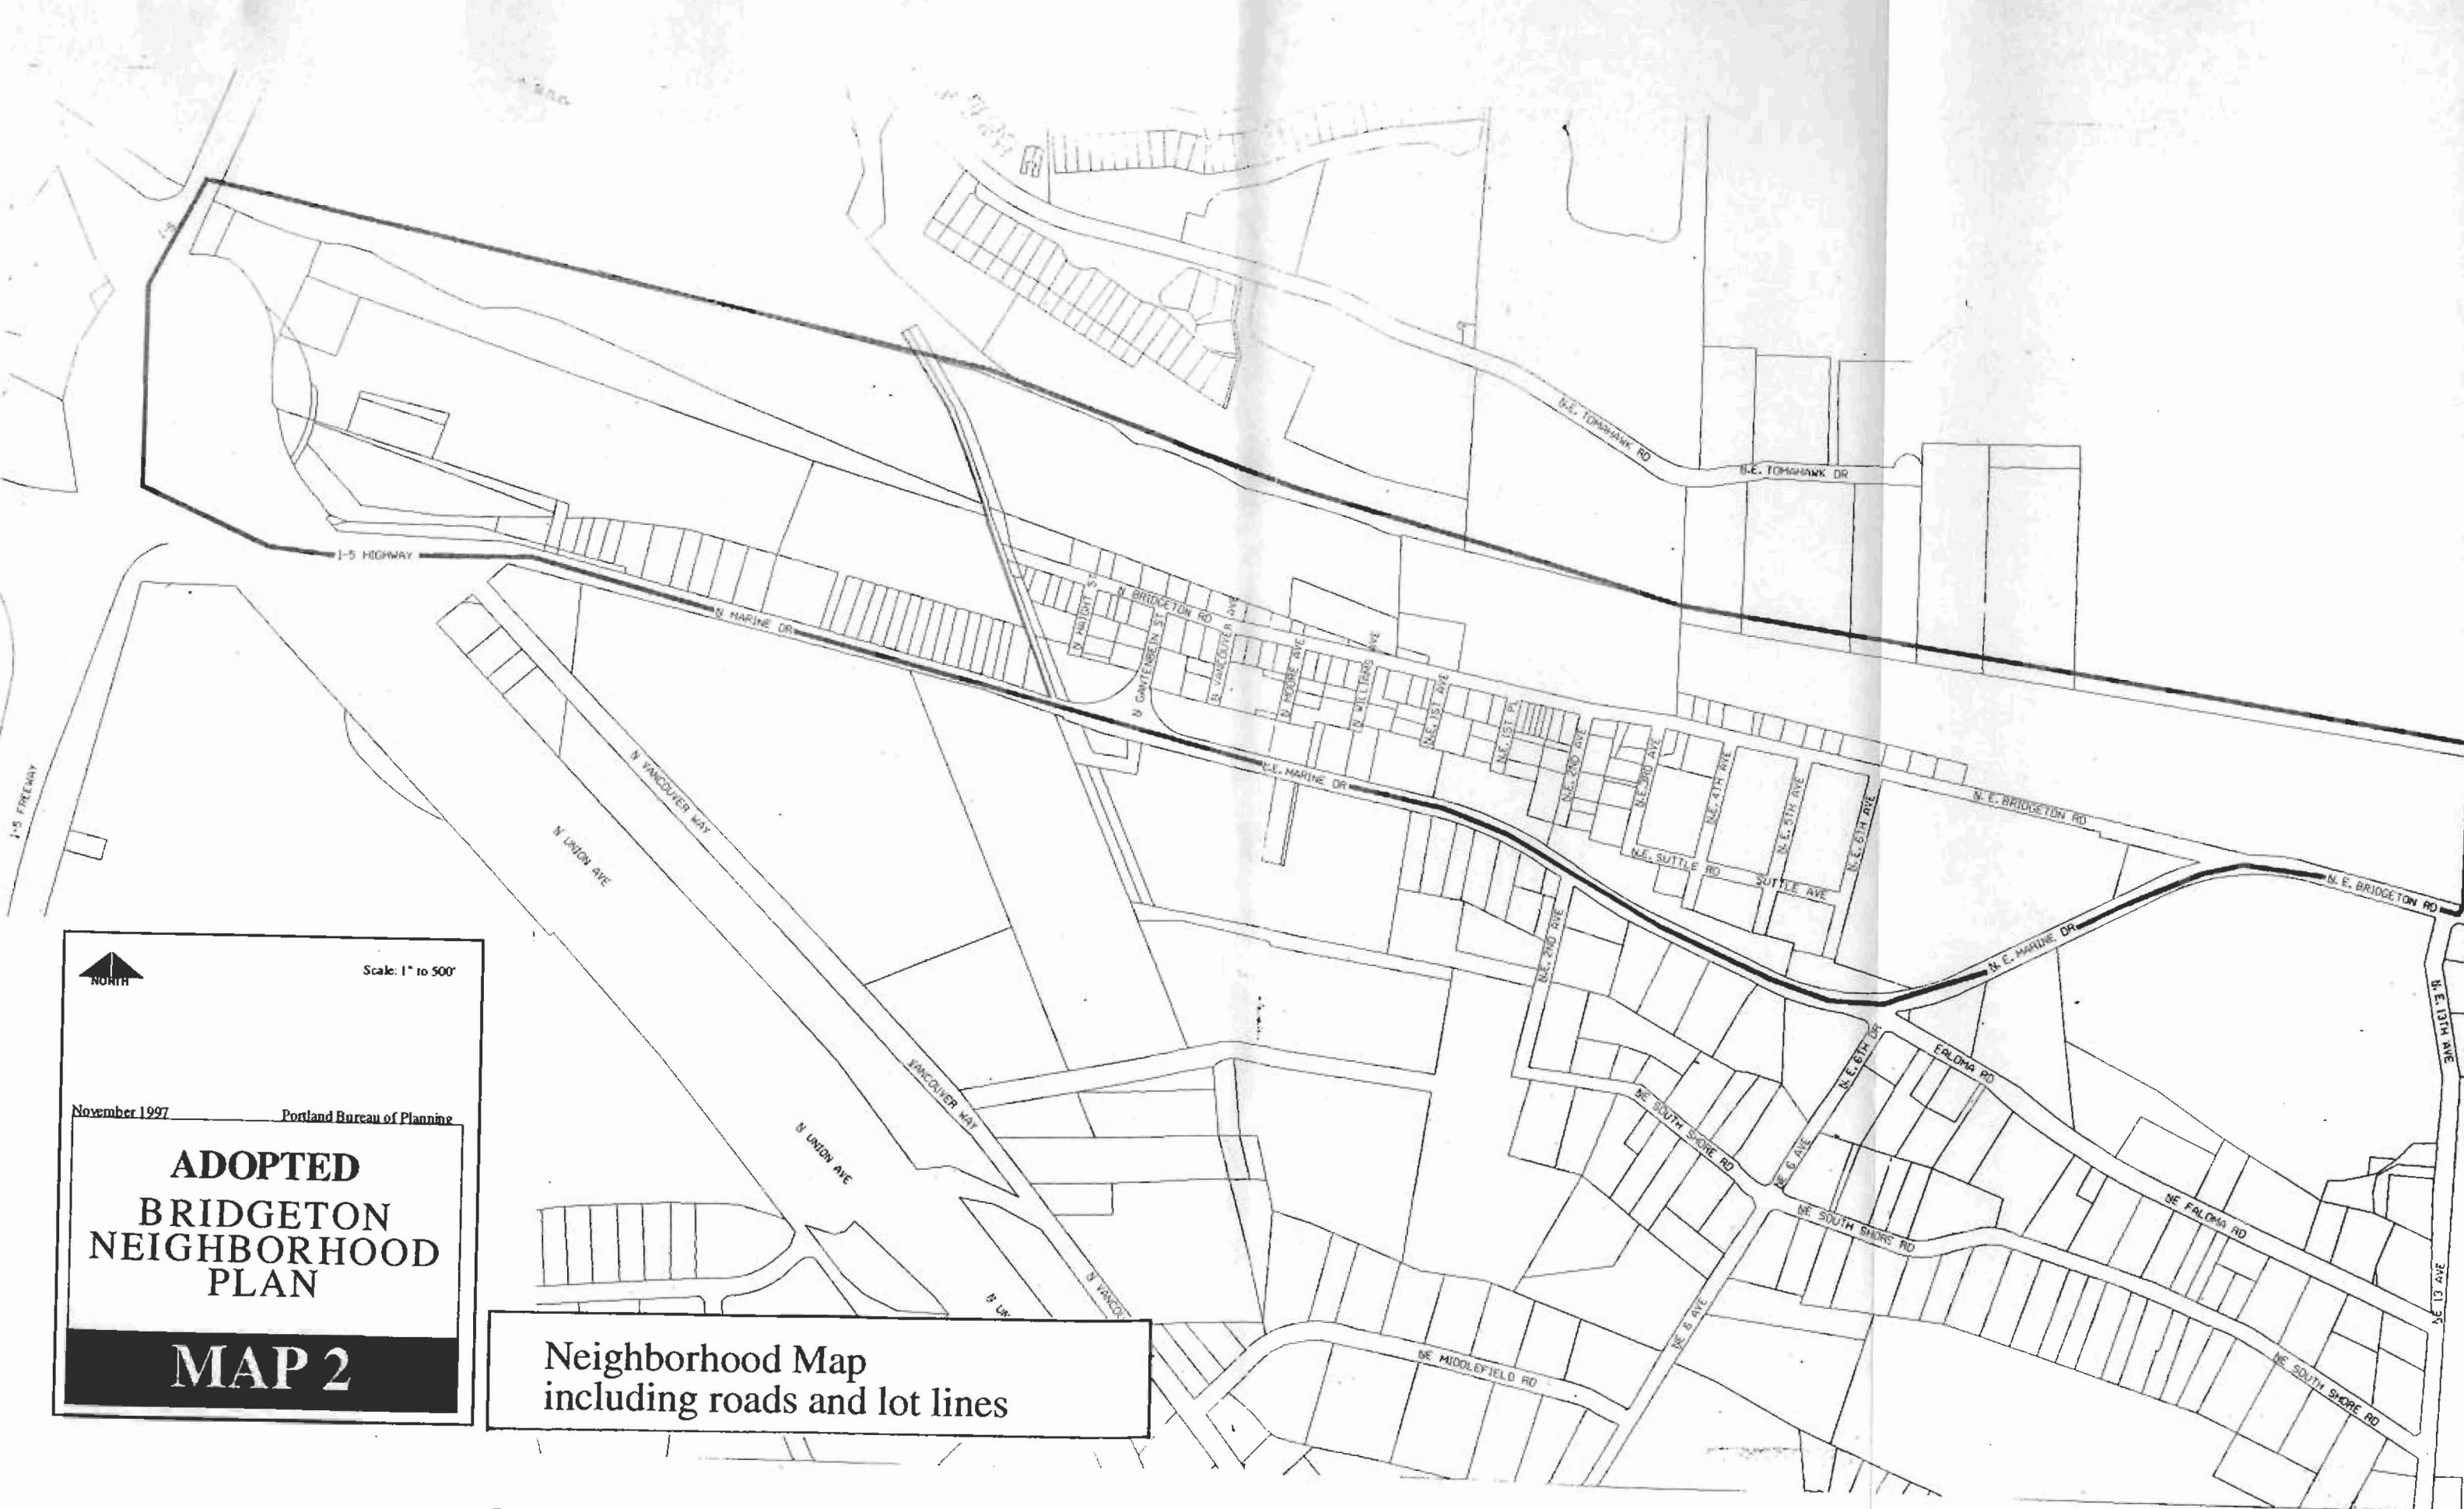 I-5
N.E. TOMAHAWK RD
N.E. TOMAHAWK DR
I-5 HIGHWAY
N MARINE DR
N HAIGHT ST
N BRIDGETON RD
N GANTENBEIN ST
N VANCOUVER AVE
N MOORE AVE
N WILLIAMS AVE
N.E. 1ST AVE
N.E. 1ST PL
N.E. 2ND AVE
N.E. 3RD AVE
N.E. 4TH AVE
N.E. 5TH AVE
N.E. 6TH AVE
N.E. BRIDGETON RD
N.E. MARINE DR
N.E. SUTTLE RD
SUTTLE AVE
N.E. BRIDGETON RD
N.E. MARINE DR
N.E. 13TH AVE
I-5 FREEWAY
N VANCOUVER WAY
N UNION AVE
N.E. 2ND AVE
N.E. 6TH DR
FALOMA RD
VANCOUVER WAY
N UNION AVE
NE SOUTH SHORE RD
NE 6 AVE
NE SOUTH SHORE RD
NE FALOMA RD
NE 13 AVE
N VANCOU
N UN
NE 6 AVE
NE MIDDLEFIELD RD
NE SOUTH SHORE RD
NORTH
Scale: 1" to 500'
November 1997
Portland Bureau of Planning
ADOPTED
BRIDGETON
NEIGHBORHOOD
PLAN
MAP 2
Neighborhood Map
including roads and lot lines